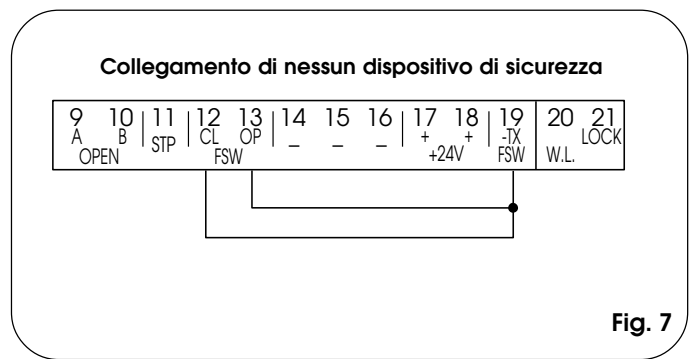 Collegamento di nessun dispositivo di sicurezza
9 10 11 12 13 14 15 16 17 18 19 20 21
A B STP CL OP _ _ _ + + -TX LOCK
OPEN FSW +24V FSW W.L.
Fig. 7